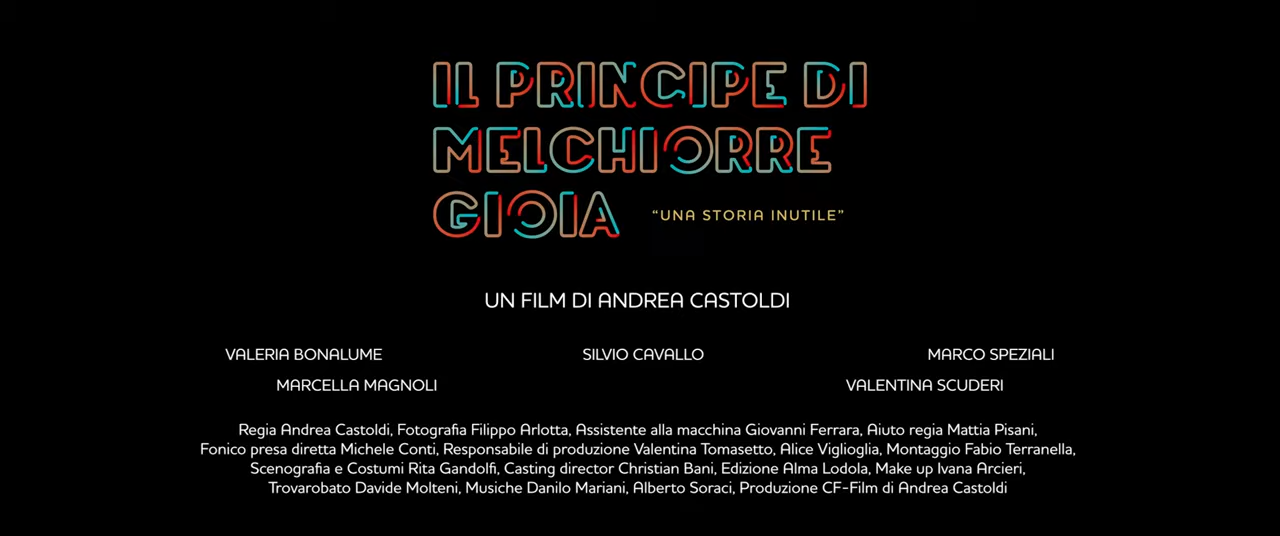 IL PRINCIPE DI
MELCHIORRE
GIOIA “UNA STORIA INUTILE”
UN FILM DI ANDREA CASTOLDI
VALERIA BONALUME SILVIO CAVALLO MARCO SPEZIALI
MARCELLA MAGNOLI VALENTINA SCUDERI
Regia Andrea Castoldi, Fotografia Filippo Arlotta, Assistente alla macchina Giovanni Ferrara, Aiuto regia Mattia Pisani,
Fonico presa diretta Michele Conti, Responsabile di produzione Valentina Tomasetto, Alice Viglioglia, Montaggio Fabio Terranella,
Scenografia e Costumi Rita Gandolfi, Casting director Christian Bani, Edizione Alma Lodola, Make up Ivana Arcieri,
Trovarobato Davide Molteni, Musiche Danilo Mariani, Alberto Soraci, Produzione CF-Film di Andrea Castoldi